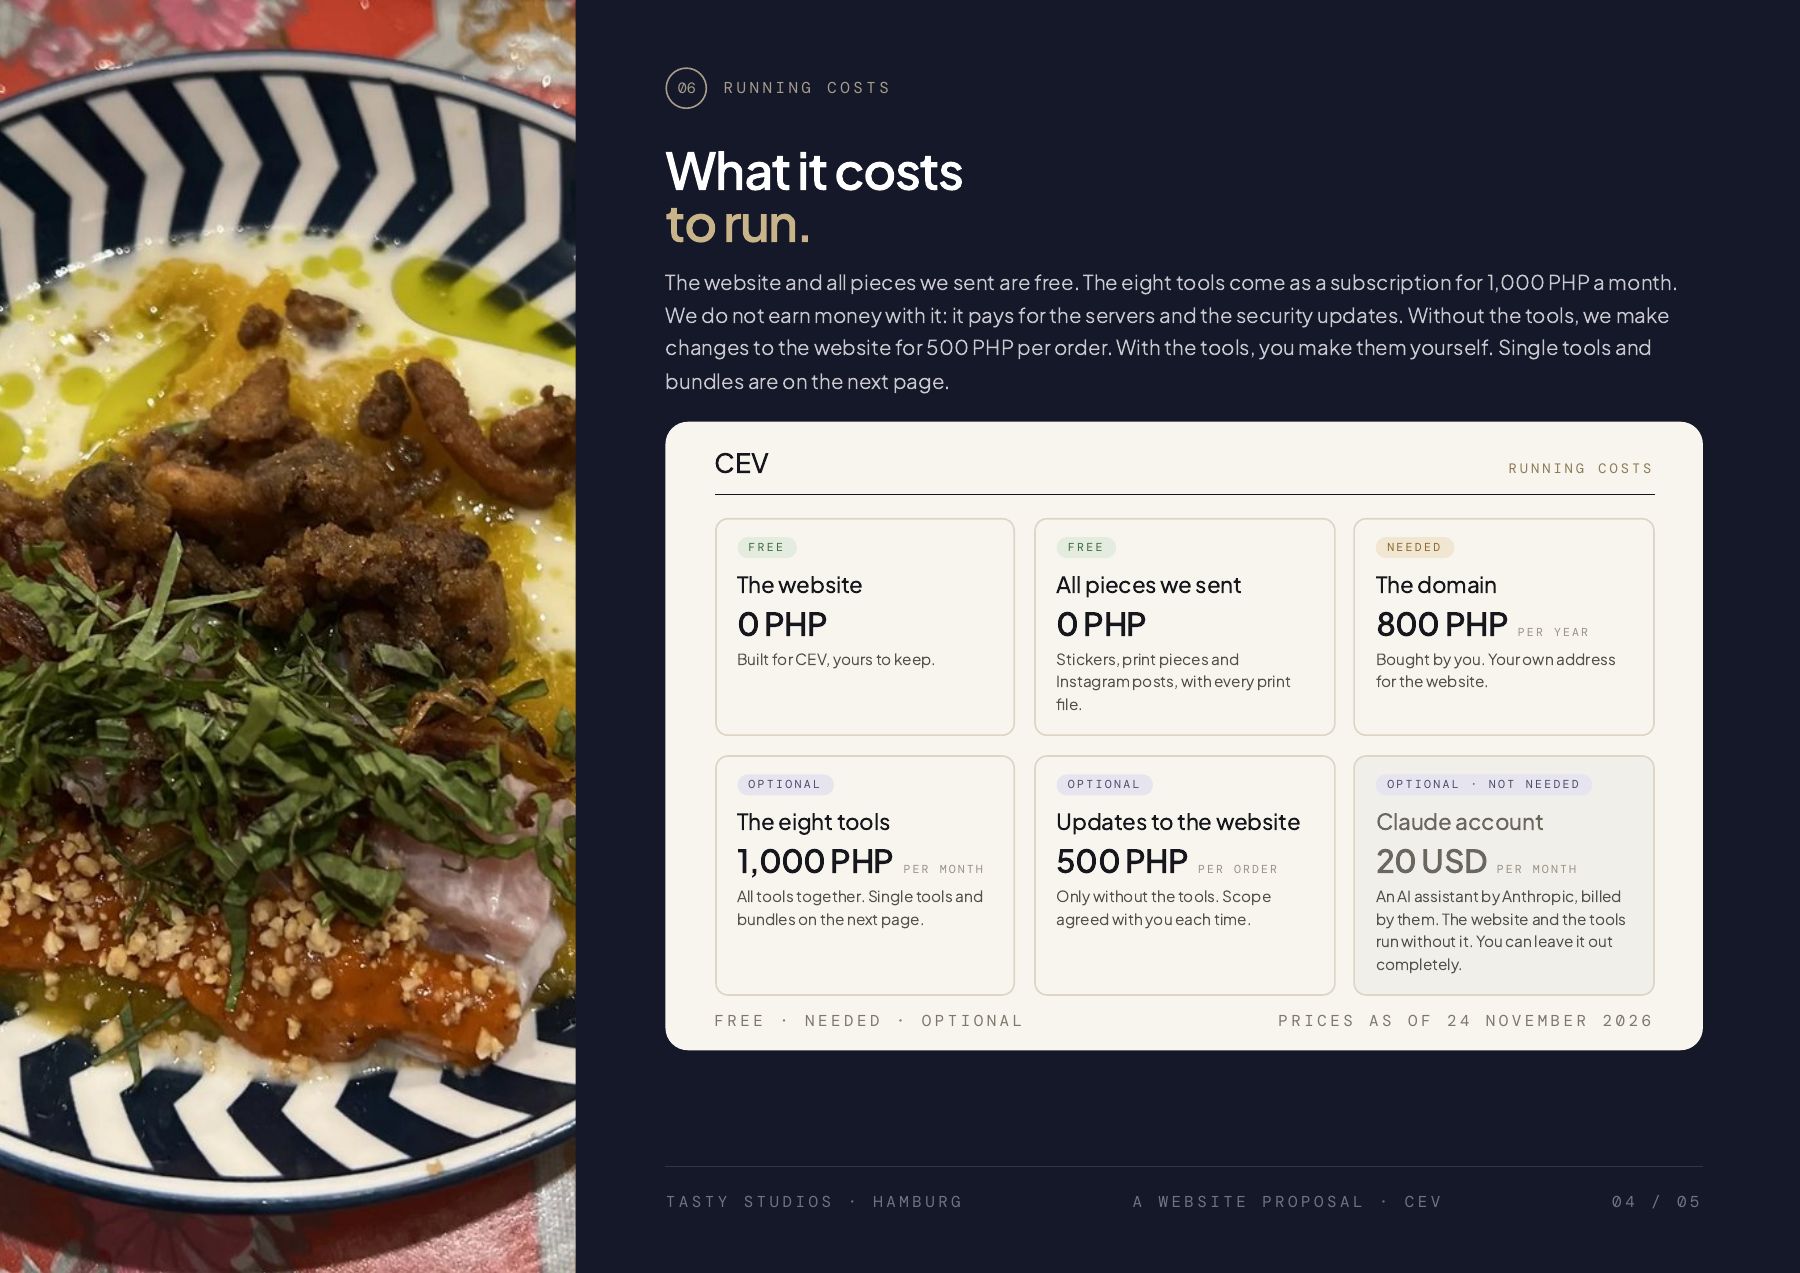 06 RUNNING COSTS
What it costs
to run.
The website and all pieces we sent are free. The eight tools come as a subscription for 1,000 PHP a month.
We do not earn money with it: it pays for the servers and the security updates. Without the tools, we make
changes to the website for 500 PHP per order. With the tools, you make them yourself. Single tools and
bundles are on the next page.
CEV
RUNNING COSTS
FREE
The website
0 PHP
Built for CEV, yours to keep.
FREE
All pieces we sent
0 PHP
Stickers, print pieces and
Instagram posts, with every print
file.
NEEDED
The domain
800 PHP PER YEAR
Bought by you. Your own address
for the website.
OPTIONAL
The eight tools
1,000 PHP PER MONTH
All tools together. Single tools and
bundles on the next page.
OPTIONAL
Updates to the website
500 PHP PER ORDER
Only without the tools. Scope
agreed with you each time.
OPTIONAL · NOT NEEDED
Claude account
20 USD PER MONTH
An AI assistant by Anthropic, billed
by them. The website and the tools
run without it. You can leave it out
completely.
FREE · NEEDED · OPTIONAL
PRICES AS OF 24 NOVEMBER 2026
TASTY STUDIOS · HAMBURG
A WEBSITE PROPOSAL · CEV
04 / 05